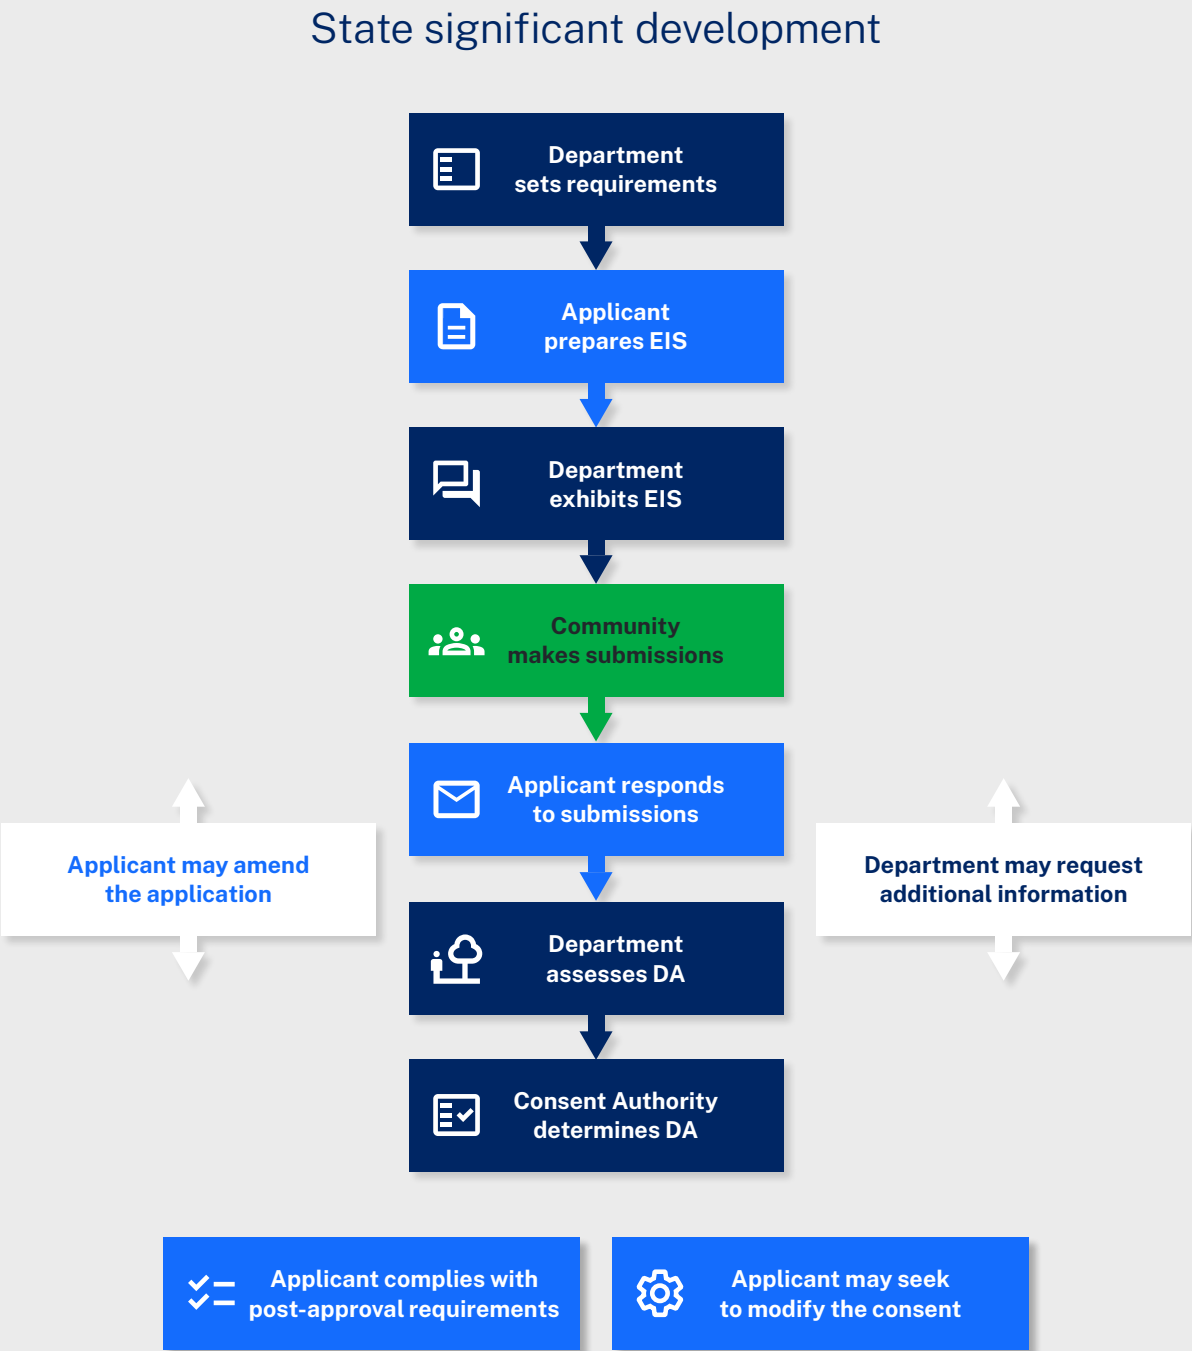 State significant development
Department
sets requirements
Applicant
prepares EIS
Department
exhibits EIS
Community
makes submissions
Applicant responds
to submissions
Applicant may amend
the application
Department may request
additional information
Department
assesses DA
Consent Authority
determines DA
Applicant complies with
post-approval requirements
Applicant may seek
to modify the consent